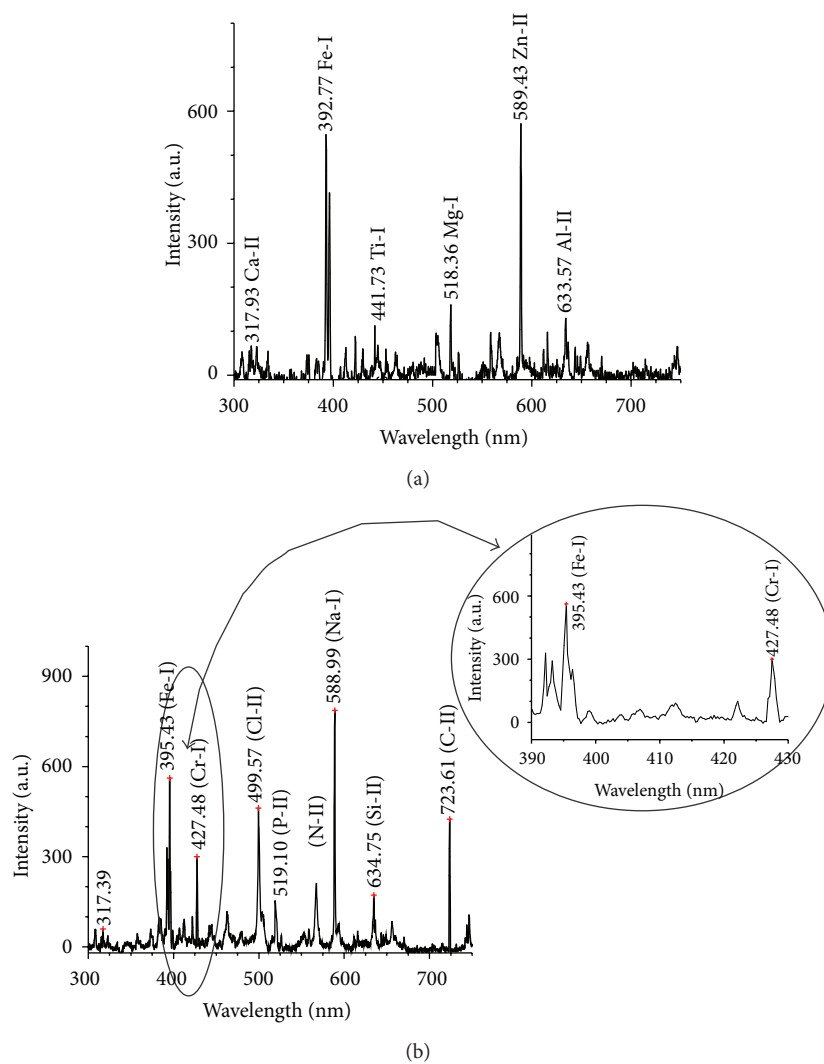 392.77 Fe-I
589.43 Zn-II
317.93 Ca-II
441.73 Ti-I
518.36 Mg-I
633.57 Al-II
Intensity (a.u.)
600
300
0
300 400 500 600 700
Wavelength (nm)
(a)
395.43 (Fe-I)
427.48 (Cr-I)
Intensity (a.u.)
600
300
0
390 400 410 420 430
Wavelength (nm)
317.39
395.43 (Fe-I)
427.48 (Cr-I)
499.57 (Cl-II)
519.10 (P-II)
(N-II)
588.99 (Na-I)
634.75 (Si-II)
723.61 (C-II)
Intensity (a.u.)
900
600
300
0
300 400 500 600 700
Wavelength (nm)
(b)